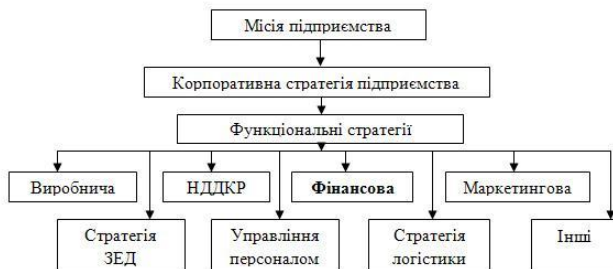 Місія підприємства
Корпоративна стратегія підприємства
Функціональні стратегії
Виробнича
НДДКР
Фінансова
Маркетингова
Стратегія
ЗЕД
Управління
персоналом
Стратегія
логістики
Інші